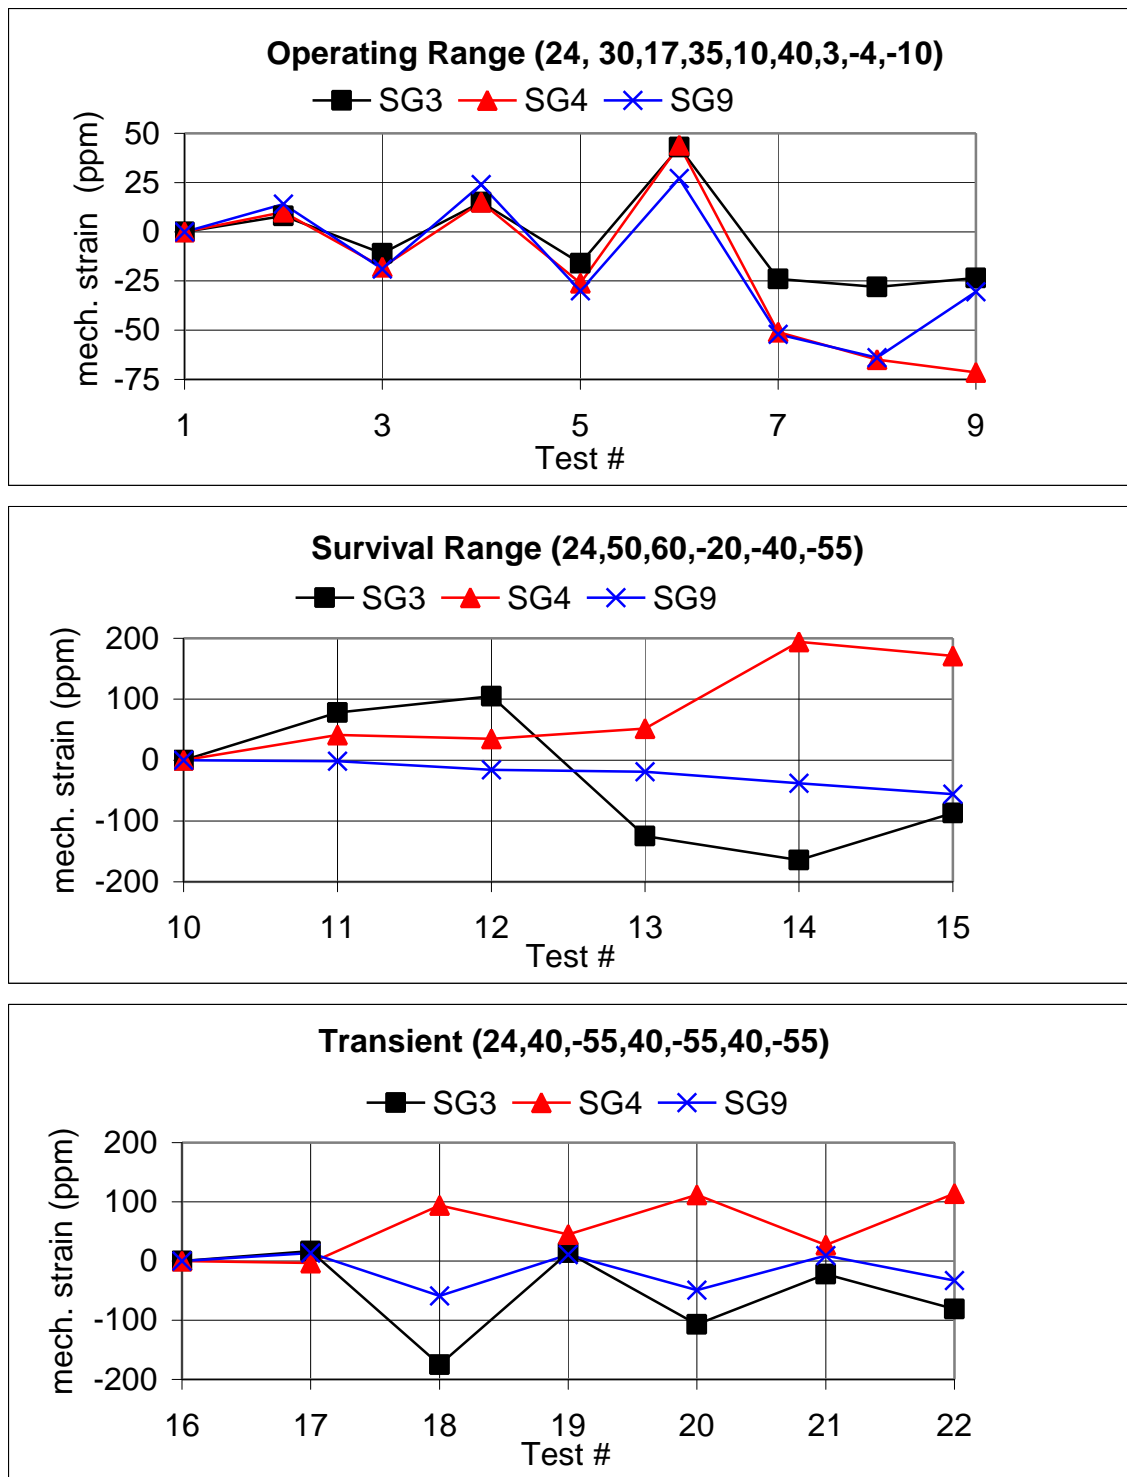 Operating Range (24, 30,17,35,10,40,3,-4,-10)
SG3 SG4 SG9
mech. strain (ppm)
50
25
0
-25
-50
-75
1 3 5 7 9
Test #
Survival Range (24,50,60,-20,-40,-55)
SG3 SG4 SG9
mech. strain (ppm)
200
100
0
-100
-200
10 11 12 13 14 15
Test #
Transient (24,40,-55,40,-55,40,-55)
SG3 SG4 SG9
mech. strain (ppm)
200
100
0
-100
-200
16 17 18 19 20 21 22
Test #